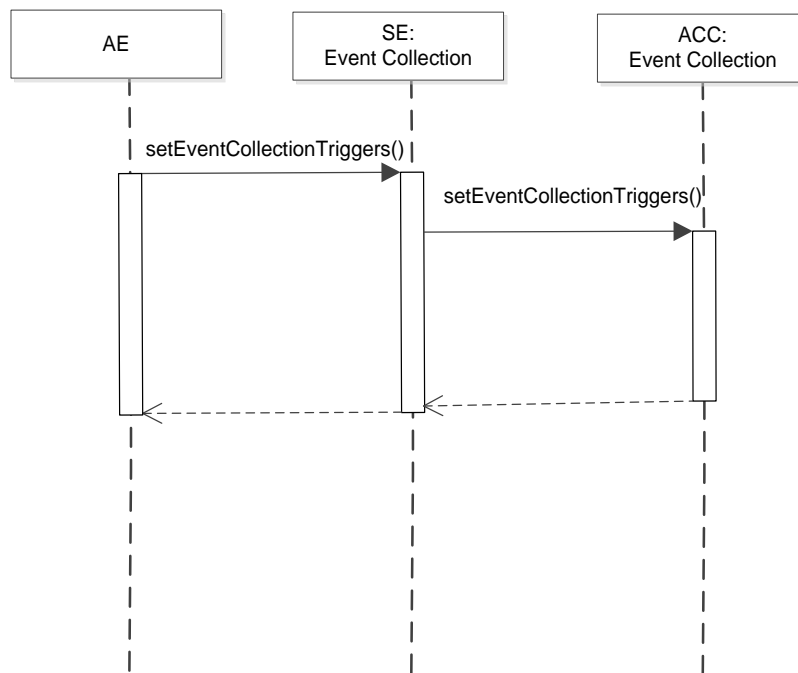 AE
SE:
Event Collection
ACC:
Event Collection
setEventCollectionTriggers()
setEventCollectionTriggers()